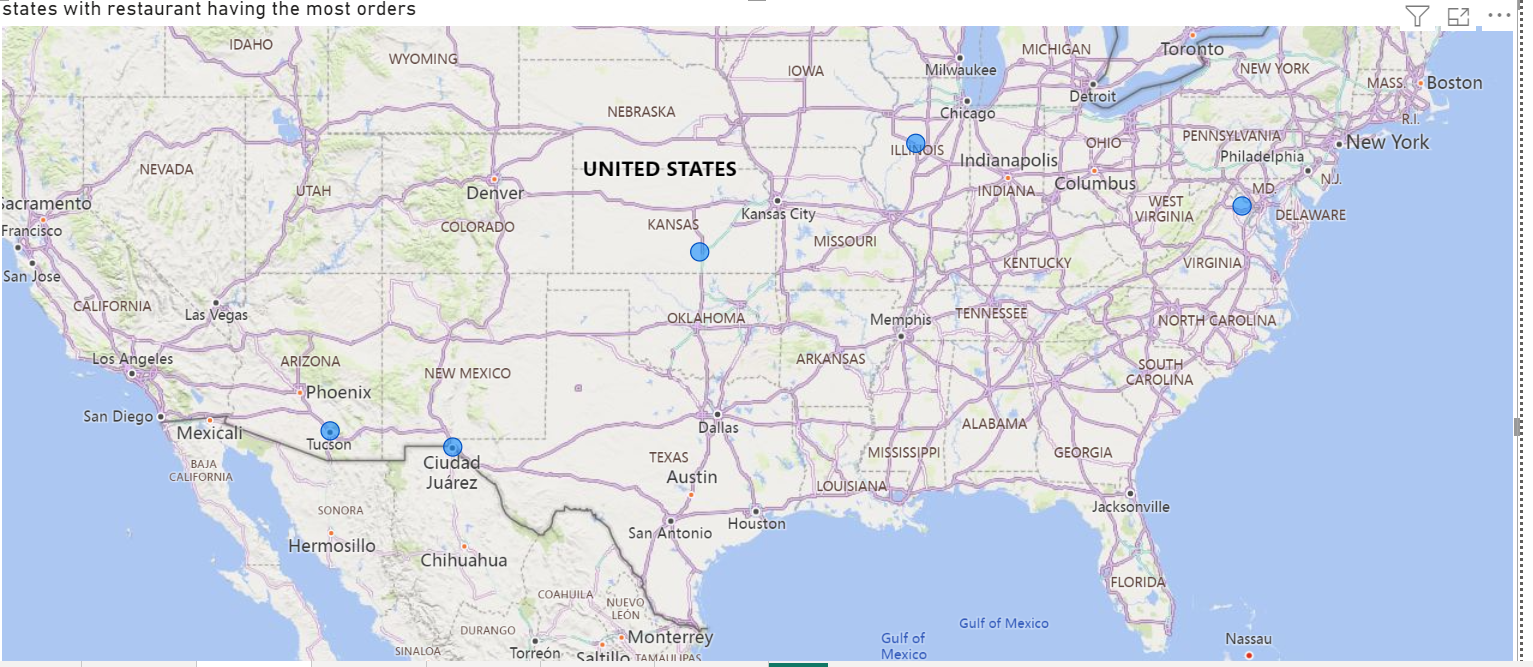 states with restaurant having the most orders
IDAHO
WYOMING
IOWA
Milwaukee
MICHIGAN
Toronto
NEW YORK
MASS.
Boston
Detroit
Chicago
R.I.
NEBRASKA
NEVADA
UTAH
Denver
UNITED STATES
ILLINOIS
Indianapolis
OHIO
PENNSYLVANIA
Philadelphia
New York
N.J.
Columbus
INDIANA
MD.
DELAWARE
WEST
VIRGINIA
Sacramento
Francisco
San Jose
COLORADO
KANSAS
Kansas City
MISSOURI
KENTUCKY
VIRGINIA
CALIFORNIA
Las Vegas
OKLAHOMA
Memphis
TENNESSEE
NORTH CAROLINA
Los Angeles
ARIZONA
Phoenix
NEW MEXICO
ARKANSAS
SOUTH
CAROLINA
San Diego
Mexicali
Tucson
Ciudad
Juárez
Dallas
ALABAMA
MISSISSIPPI
GEORGIA
BAJA
CALIFORNIA
TEXAS
Austin
LOUISIANA
SONORA
Hermosillo
Chihuahua
San Antonio
Houston
Jacksonville
FLORIDA
COAHUILA
NUEVO
LEÓN
DURANGO
Monterrey
SINALOA
Torreón
Saltillo
TAMAULIPAS
Gulf of
Mexico
Gulf of Mexico
Nassau